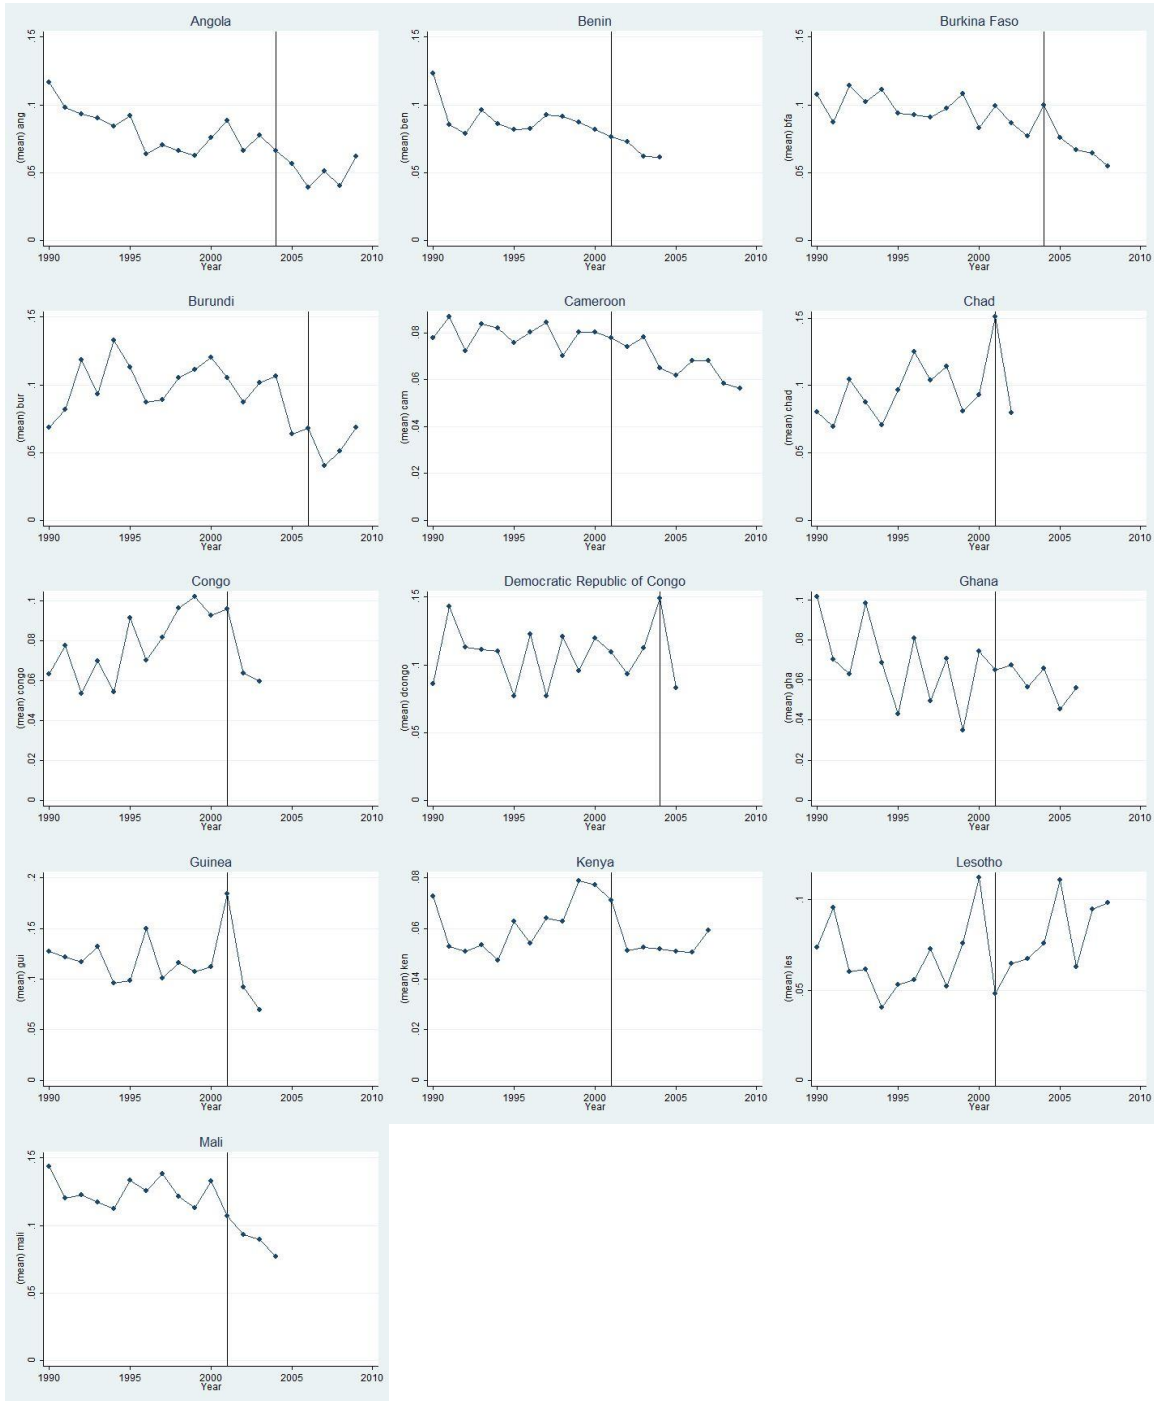 Angola
Benin
Burkina Faso
(mean) ang
0 .05 .1 .15
1990 1995 2000 2005 2010
Year
(mean) ben
0 .05 .1 .15
1990 1995 2000 2005 2010
Year
(mean) bfa
0 .05 .1 .15
1990 1995 2000 2005 2010
Year
Burundi
Cameroon
Chad
(mean) bur
0 .05 .1 .15
1990 1995 2000 2005 2010
Year
(mean) cam
0 .02 .04 .06 .08
1990 1995 2000 2005 2010
Year
(mean) chad
0 .05 .1 .15
1990 1995 2000 2005 2010
Year
Congo
Democratic Republic of Congo
Ghana
(mean) congo
0 .02 .04 .06 .08 .1
1990 1995 2000 2005 2010
Year
(mean) dcongo
0 .05 .1 .15
1990 1995 2000 2005 2010
Year
(mean) gha
0 .02 .04 .06 .08 .1
1990 1995 2000 2005 2010
Year
Guinea
Kenya
Lesotho
(mean) gui
0 .05 .1 .15 .2
1990 1995 2000 2005 2010
Year
(mean) ken
0 .02 .04 .06 .08
1990 1995 2000 2005 2010
Year
(mean) les
0 .05 .1
1990 1995 2000 2005 2010
Year
Mali
(mean) mali
0 .05 .1 .15
1990 1995 2000 2005 2010
Year